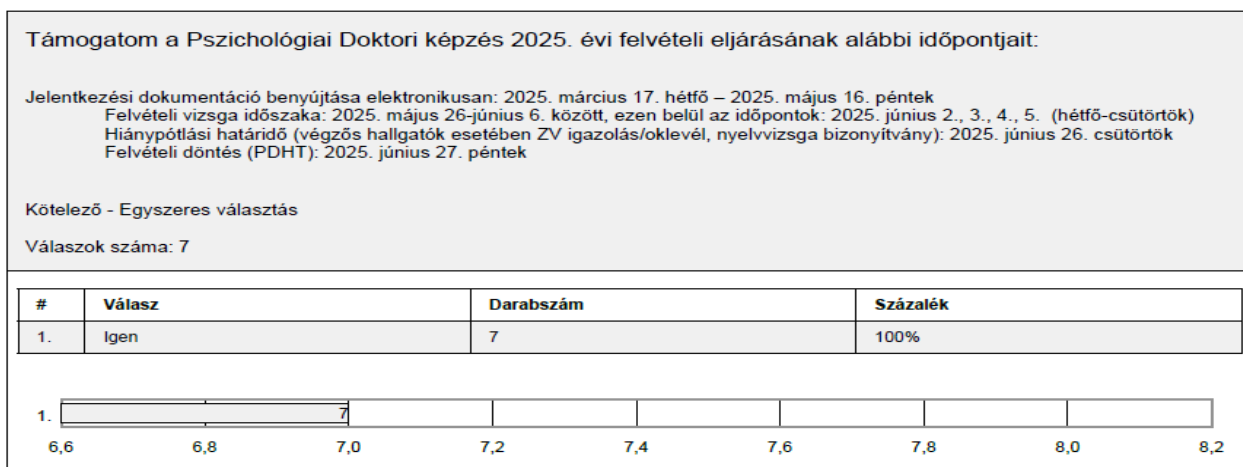 Támogatom a Pszichológiai Doktori képzés 2025. évi felvételi eljárásának alábbi időpontjait:
Jelentkezési dokumentáció benyújtása elektronikusan: 2025. március 17. hétfő – 2025. május 16. péntek
Felvételi vizsga időszaka: 2025. május 26-június 6. között, ezen belül az időpontok: 2025. június 2., 3., 4., 5. (hétfő-csütörtök)
Hiánypótlási határidő (végzős hallgatók esetében ZV igazolás/oklevél, nyelvvizsga bizonyítvány): 2025. június 26. csütörtök
Felvételi döntés (PDHT): 2025. június 27. péntek
Kötelező - Egyszeres választás
Válaszok száma: 7
# Válasz Darabszám Százalék
1. Igen 7 100%
1. 7
6,6 6,8 7,0 7,2 7,4 7,6 7,8 8,0 8,2